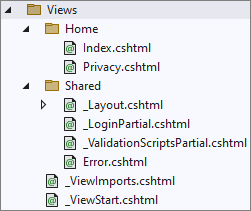 Views
Home
Index.cshtml
Privacy.cshtml
Shared
_Layout.cshtml
_LoginPartial.cshtml
_ValidationScriptsPartial.cshtml
Error.cshtml
_ViewImports.cshtml
_ViewStart.cshtml